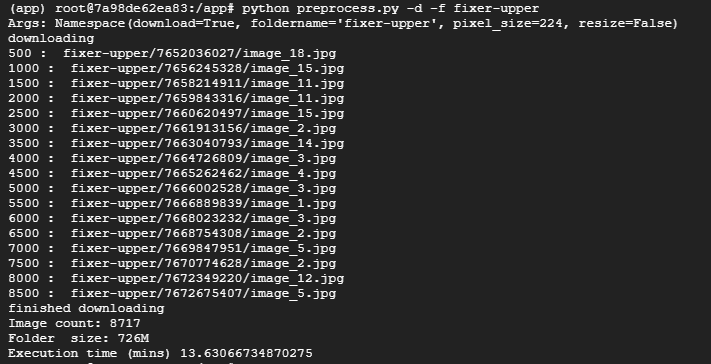 (app) root@7a98de62ea83:/app# python preprocess.py -d -f fixer-upper
Args: Namespace(download=True, foldername='fixer-upper', pixel_size=224, resize=False)
downloading
500 :  fixer-upper/7652036027/image_18.jpg
1000 :  fixer-upper/7656245328/image_15.jpg
1500 :  fixer-upper/7658214911/image_11.jpg
2000 :  fixer-upper/7659843316/image_11.jpg
2500 :  fixer-upper/7660620497/image_15.jpg
3000 :  fixer-upper/7661913156/image_2.jpg
3500 :  fixer-upper/7663040793/image_14.jpg
4000 :  fixer-upper/7664726809/image_3.jpg
4500 :  fixer-upper/7665262462/image_4.jpg
5000 :  fixer-upper/7666002528/image_3.jpg
5500 :  fixer-upper/7666889839/image_1.jpg
6000 :  fixer-upper/7668023232/image_3.jpg
6500 :  fixer-upper/7668754308/image_2.jpg
7000 :  fixer-upper/7669847951/image_5.jpg
7500 :  fixer-upper/7670774628/image_2.jpg
8000 :  fixer-upper/7672349220/image_12.jpg
8500 :  fixer-upper/7672675407/image_5.jpg
finished downloading
Image count: 8717
Folder  size: 726M
Execution time (mins) 13.63066734870275